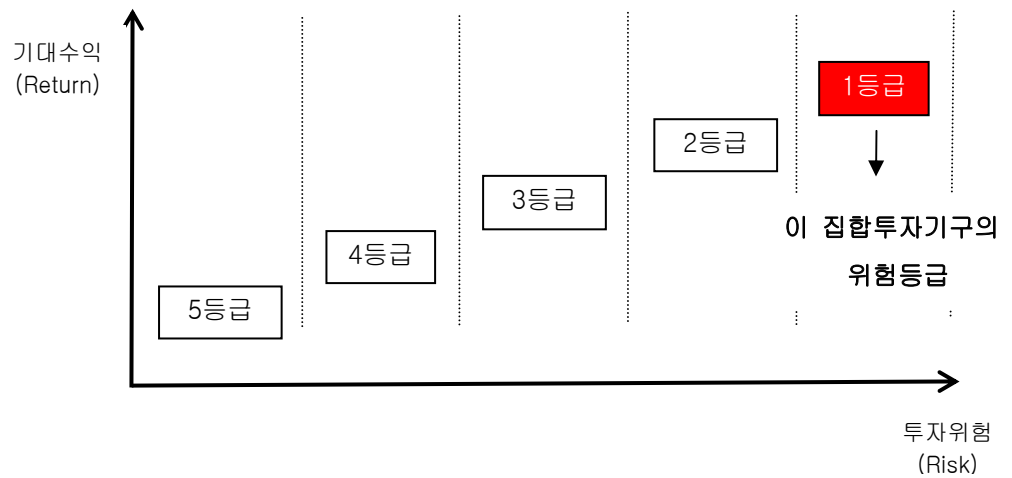 기대수익
(Return)
1등급
2등급
3등급
이 집합투자기구의
위험등급
4등급
5등급
투자위험
(Risk)